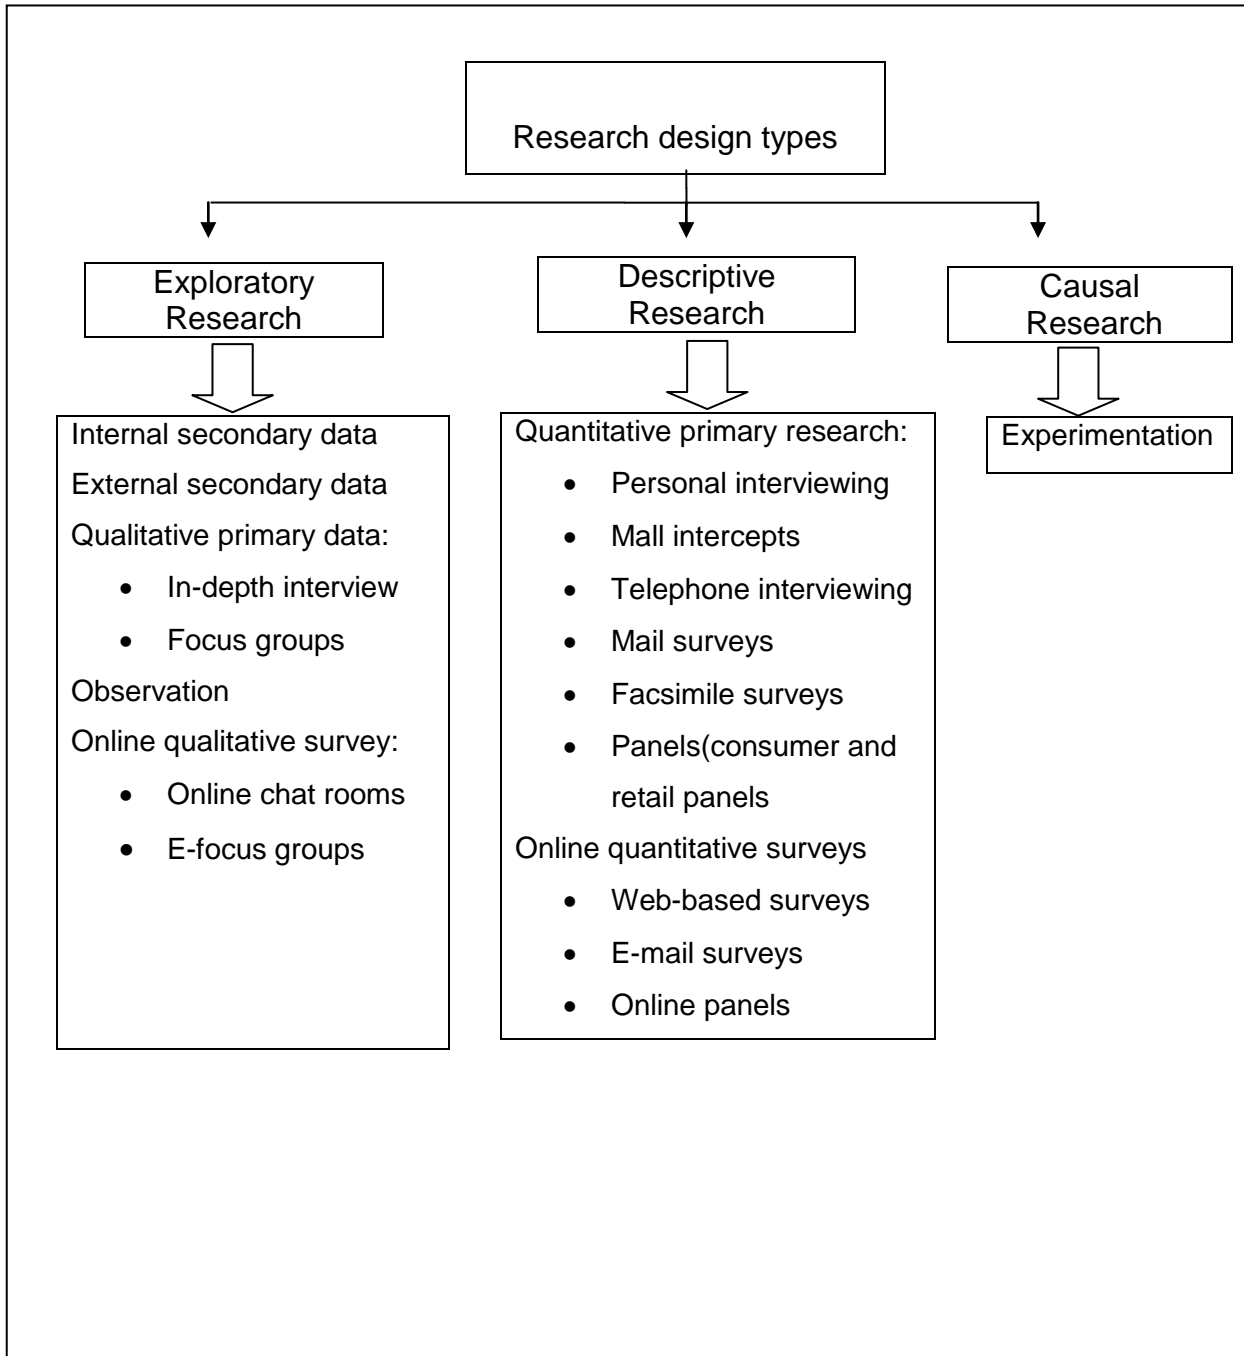 Research design types
Exploratory
Research
Descriptive
Research
Causal
Research
Internal secondary data
External secondary data
Qualitative primary data:
• In-depth interview
• Focus groups
Observation
Online qualitative survey:
• Online chat rooms
• E-focus groups
Quantitative primary research:
• Personal interviewing
• Mall intercepts
• Telephone interviewing
• Mail surveys
• Facsimile surveys
• Panels(consumer and
retail panels
Online quantitative surveys
• Web-based surveys
• E-mail surveys
• Online panels
Experimentation